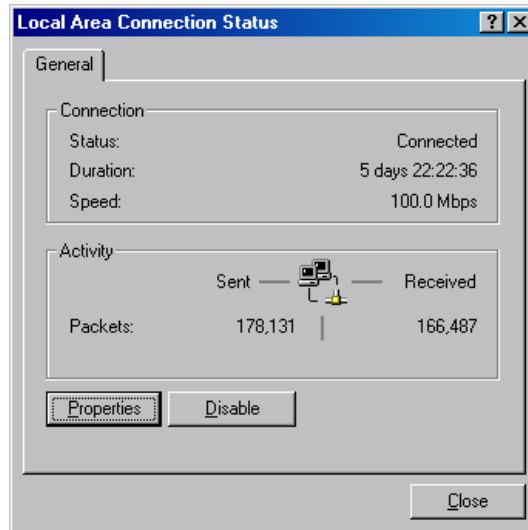 Local Area Connection Status
General
Connection
Status: Connected
Duration: 5 days 22:22:36
Speed: 100.0 Mbps
Activity
Sent Received
Packets: 178,131 166,487
Properties Disable
Close